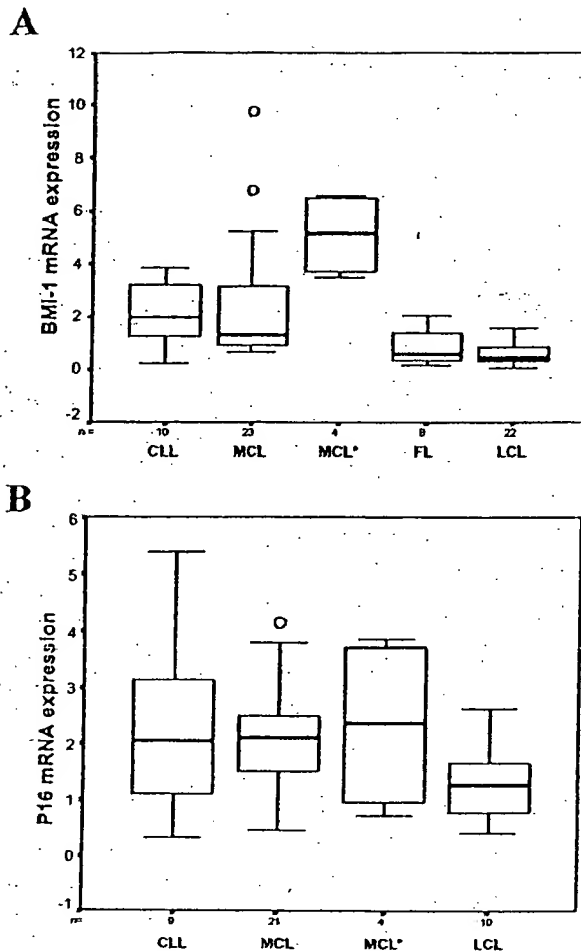 A
BMI-1 mRNA expression
12
10
8
6
4
2
0
-2
n= 10 23 4 8 22
CLL MCL MCL* FL LCL
B
P16 mRNA expression
6
5
4
3
2
1
0
-1
n= 9 21 4 10
CLL MCL MCL* LCL